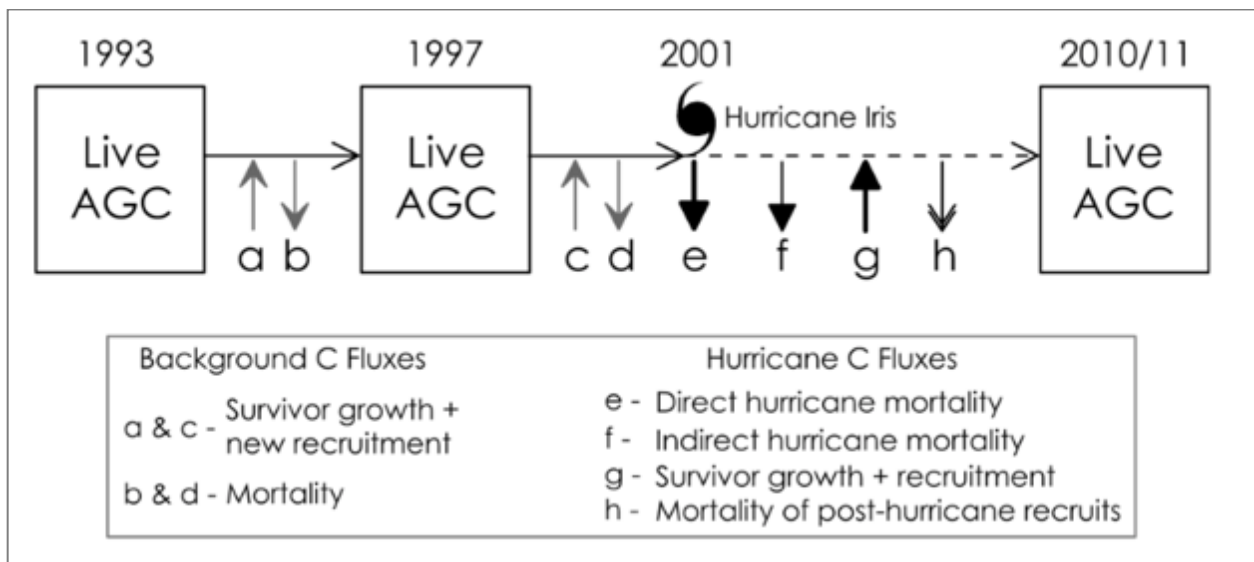 1993 1997 2001 2010/11
Hurricane Iris
Live Live Live
AGC AGC AGC
a b c d e f g h
Background C Fluxes
a & c - Survivor growth +
new recruitment
b & d - Mortality
Hurricane C Fluxes
e - Direct hurricane mortality
f - Indirect hurricane mortality
g - Survivor growth + recruitment
h - Mortality of post-hurricane recruits